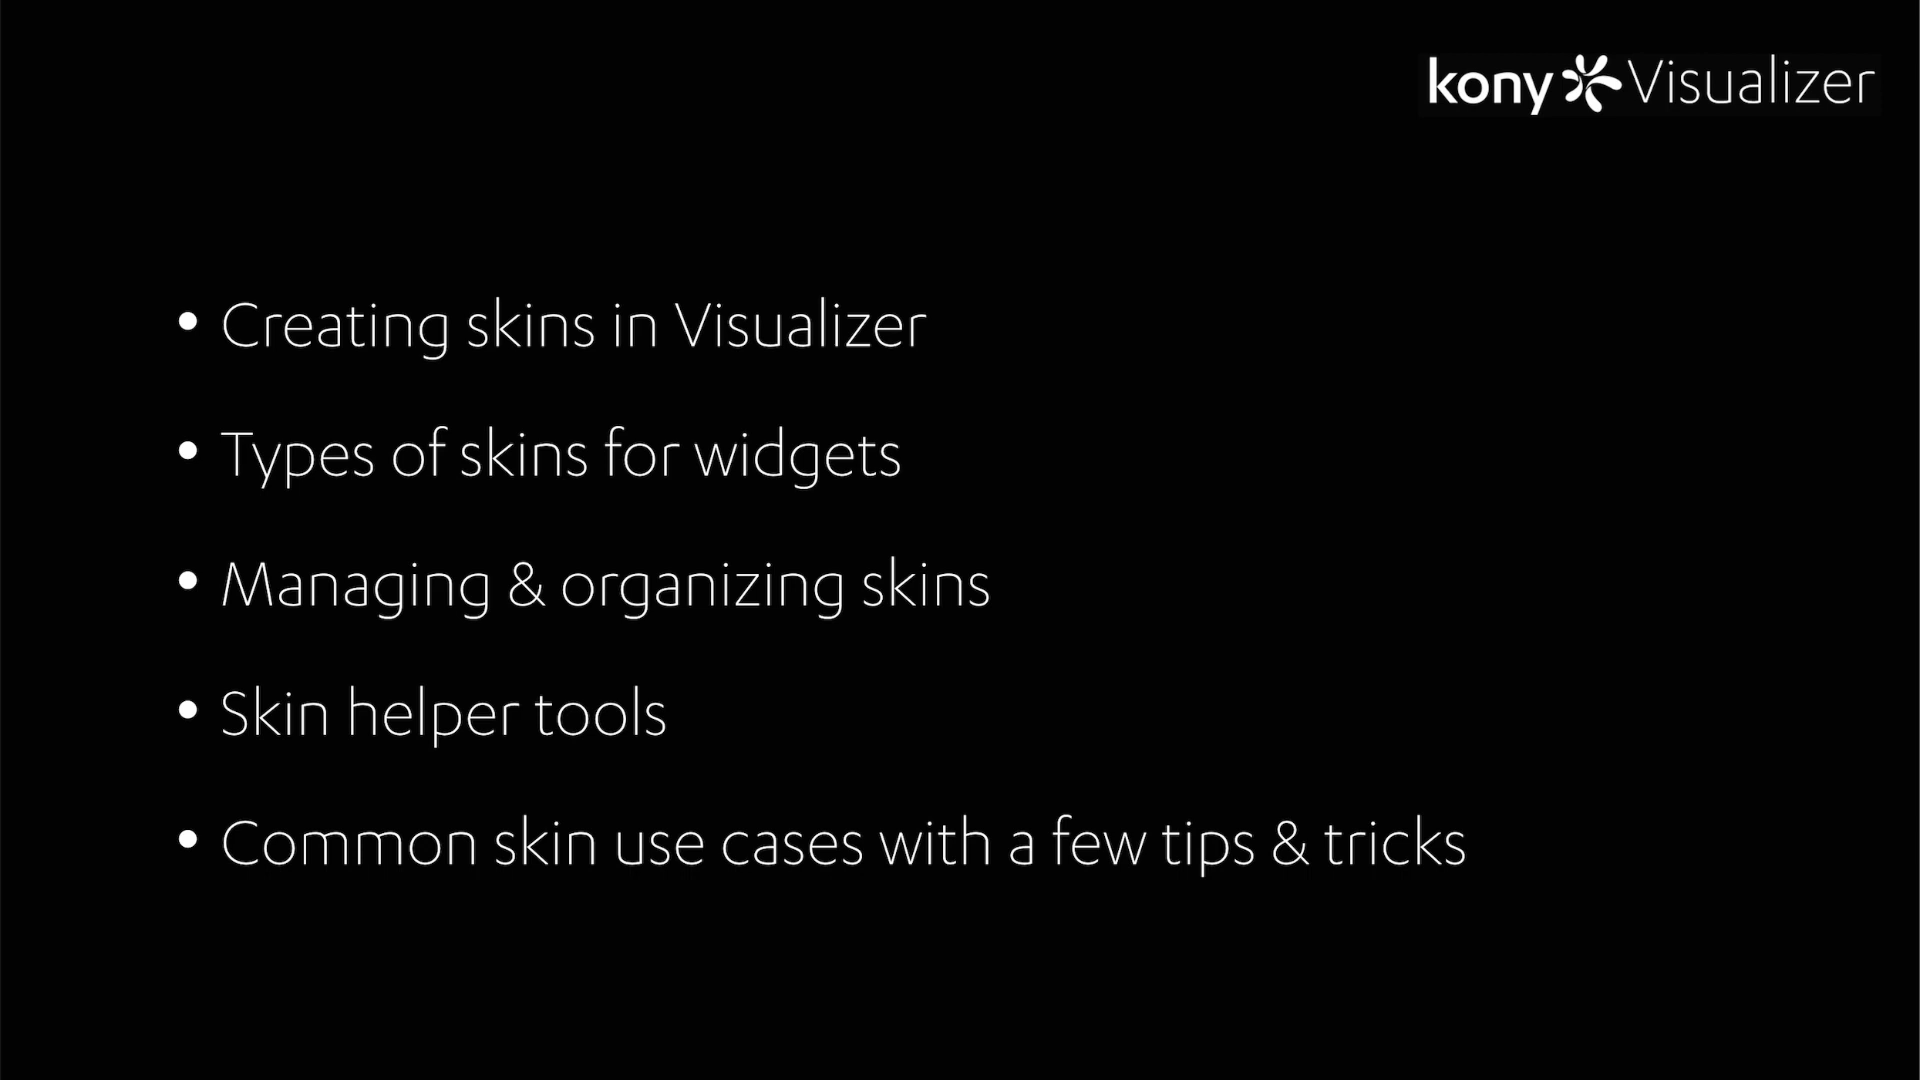 kony Visualizer
• Creating skins in Visualizer
• Types of skins for widgets
• Managing & organizing skins
• Skin helper tools
• Common skin use cases with a few tips & tricks